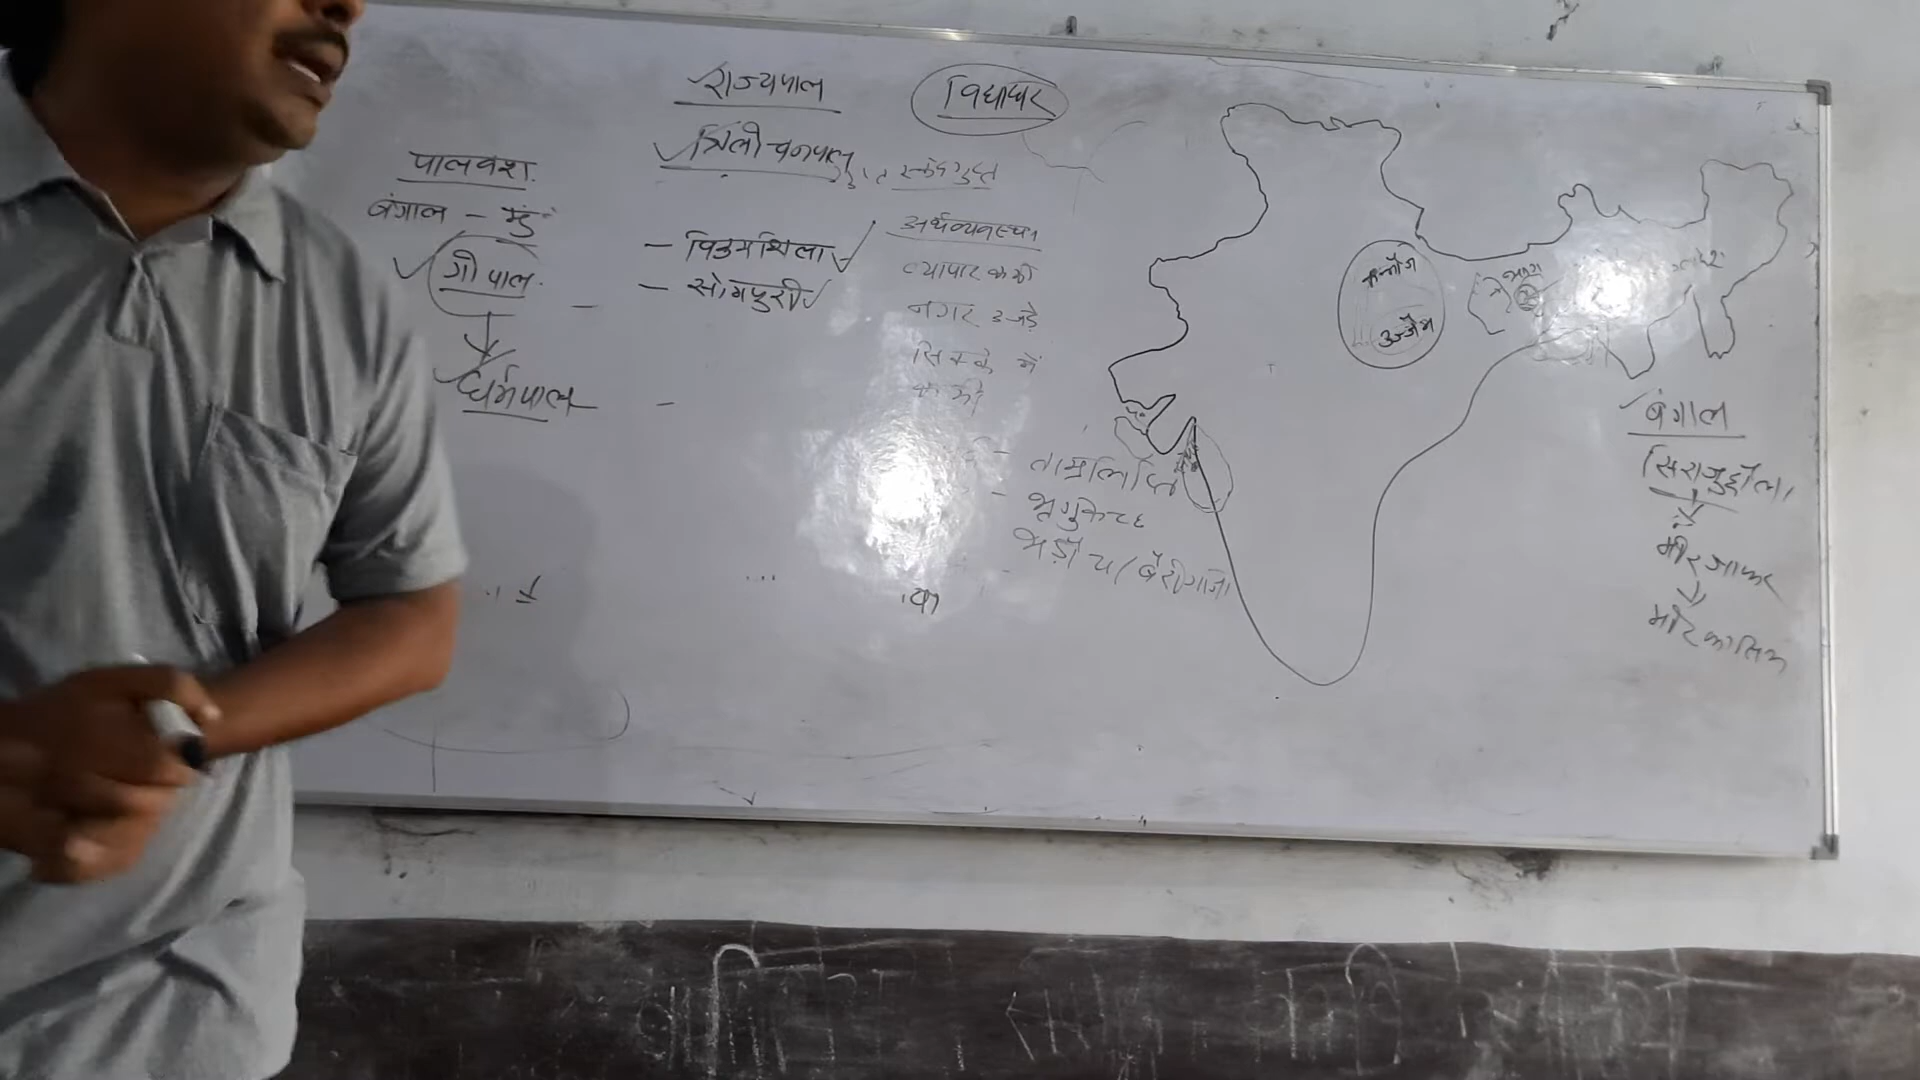 राज्यपाल
विद्याधर
त्रिलोचनपाल
स्कंदगुप्त
पालवंश
बंगाल -
गोपाल
धर्मपाल
- विक्रमशिला
- सोमपुरी
अर्थव्यवस्था
व्यापार कमी
नगर उजड़े
सिक्के में
कमी
- ताम्रलिप्ति
- भृगुकच्छ
भड़ौच / बैरीगाजा
कन्नौज
उज्जैन
बंगाल
सिराजुद्दौला
मीरजाफर
मीरकासिम